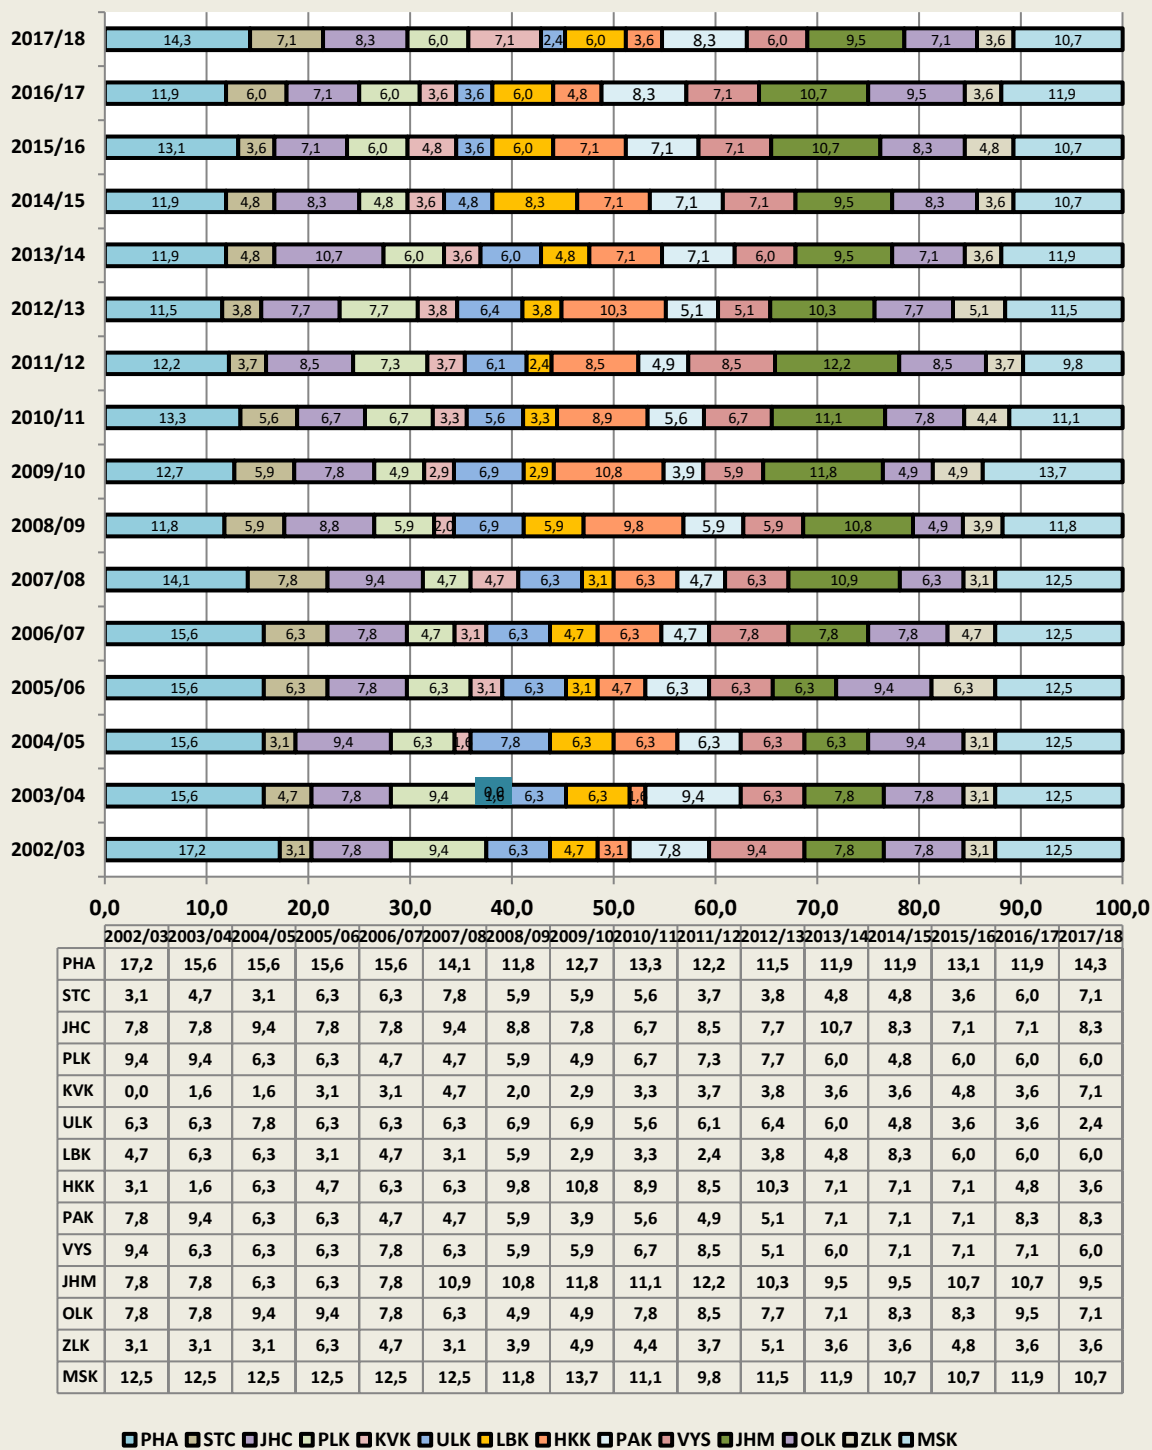 2017/18 14,3 7,1 8,3 6,0 7,1 2,4 6,0 3,6 8,3 6,0 9,5 7,1 3,6 10,7
2016/17 11,9 6,0 7,1 6,0 3,6 3,6 6,0 4,8 8,3 7,1 10,7 9,5 3,6 11,9
2015/16 13,1 3,6 7,1 6,0 4,8 3,6 6,0 7,1 7,1 7,1 10,7 8,3 4,8 10,7
2014/15 11,9 4,8 8,3 4,8 3,6 4,8 8,3 7,1 7,1 7,1 9,5 8,3 3,6 10,7
2013/14 11,9 4,8 10,7 6,0 3,6 6,0 4,8 7,1 7,1 6,0 9,5 7,1 3,6 11,9
2012/13 11,5 3,8 7,7 7,7 3,8 6,4 3,8 10,3 5,1 5,1 10,3 7,7 5,1 11,5
2011/12 12,2 3,7 8,5 7,3 3,7 6,1 2,4 8,5 4,9 8,5 12,2 8,5 3,7 9,8
2010/11 13,3 5,6 6,7 6,7 3,3 5,6 3,3 8,9 5,6 6,7 11,1 7,8 4,4 11,1
2009/10 12,7 5,9 7,8 4,9 2,9 6,9 2,9 10,8 3,9 5,9 11,8 4,9 4,9 13,7
2008/09 11,8 5,9 8,8 5,9 2,0 6,9 5,9 9,8 5,9 5,9 10,8 4,9 3,9 11,8
2007/08 14,1 7,8 9,4 4,7 4,7 6,3 3,1 6,3 4,7 6,3 10,9 6,3 3,1 12,5
2006/07 15,6 6,3 7,8 4,7 3,1 6,3 4,7 6,3 4,7 7,8 7,8 7,8 4,7 12,5
2005/06 15,6 6,3 7,8 6,3 3,1 6,3 3,1 4,7 6,3 6,3 6,3 9,4 6,3 12,5
2004/05 15,6 3,1 9,4 6,3 1,6 7,8 6,3 6,3 6,3 6,3 6,3 9,4 3,1 12,5
0,0
2003/04 15,6 4,7 7,8 9,4 1,6 6,3 6,3 1,6 9,4 6,3 7,8 7,8 3,1 12,5
2002/03 17,2 3,1 7,8 9,4 6,3 4,7 3,1 7,8 9,4 7,8 7,8 3,1 12,5
0,0 10,0 20,0 30,0 40,0 50,0 60,0 70,0 80,0 90,0 100,0
2002/03 2003/04 2004/05 2005/06 2006/07 2007/08 2008/09 2009/10 2010/11 2011/12 2012/13 2013/14 2014/15 2015/16 2016/17 2017/18
PHA 17,2 15,6 15,6 15,6 15,6 14,1 11,8 12,7 13,3 12,2 11,5 11,9 11,9 13,1 11,9 14,3
STC 3,1 4,7 3,1 6,3 6,3 7,8 5,9 5,9 5,6 3,7 3,8 4,8 4,8 3,6 6,0 7,1
JHC 7,8 7,8 9,4 7,8 7,8 9,4 8,8 7,8 6,7 8,5 7,7 10,7 8,3 7,1 7,1 8,3
PLK 9,4 9,4 6,3 6,3 4,7 4,7 5,9 4,9 6,7 7,3 7,7 6,0 4,8 6,0 6,0 6,0
KVK 0,0 1,6 1,6 3,1 3,1 4,7 2,0 2,9 3,3 3,7 3,8 3,6 3,6 4,8 3,6 7,1
ULK 6,3 6,3 7,8 6,3 6,3 6,3 6,9 6,9 5,6 6,1 6,4 6,0 4,8 3,6 3,6 2,4
LBK 4,7 6,3 6,3 3,1 4,7 3,1 5,9 2,9 3,3 2,4 3,8 4,8 8,3 6,0 6,0 6,0
HKK 3,1 1,6 6,3 4,7 6,3 6,3 9,8 10,8 8,9 8,5 10,3 7,1 7,1 7,1 4,8 3,6
PAK 7,8 9,4 6,3 6,3 4,7 4,7 5,9 3,9 5,6 4,9 5,1 7,1 7,1 7,1 8,3 8,3
VYS 9,4 6,3 6,3 6,3 7,8 6,3 5,9 5,9 6,7 8,5 5,1 6,0 7,1 7,1 7,1 6,0
JHM 7,8 7,8 6,3 6,3 7,8 10,9 10,8 11,8 11,1 12,2 10,3 9,5 9,5 10,7 10,7 9,5
OLK 7,8 7,8 9,4 9,4 7,8 6,3 4,9 4,9 7,8 8,5 7,7 7,1 8,3 8,3 9,5 7,1
ZLK 3,1 3,1 3,1 6,3 4,7 3,1 3,9 4,9 4,4 3,7 5,1 3,6 3,6 4,8 3,6 3,6
MSK 12,5 12,5 12,5 12,5 12,5 12,5 11,8 13,7 11,1 9,8 11,5 11,9 10,7 10,7 11,9 10,7
PHA STC JHC PLK KVK ULK LBK HKK PAK VYS JHM OLK ZLK MSK